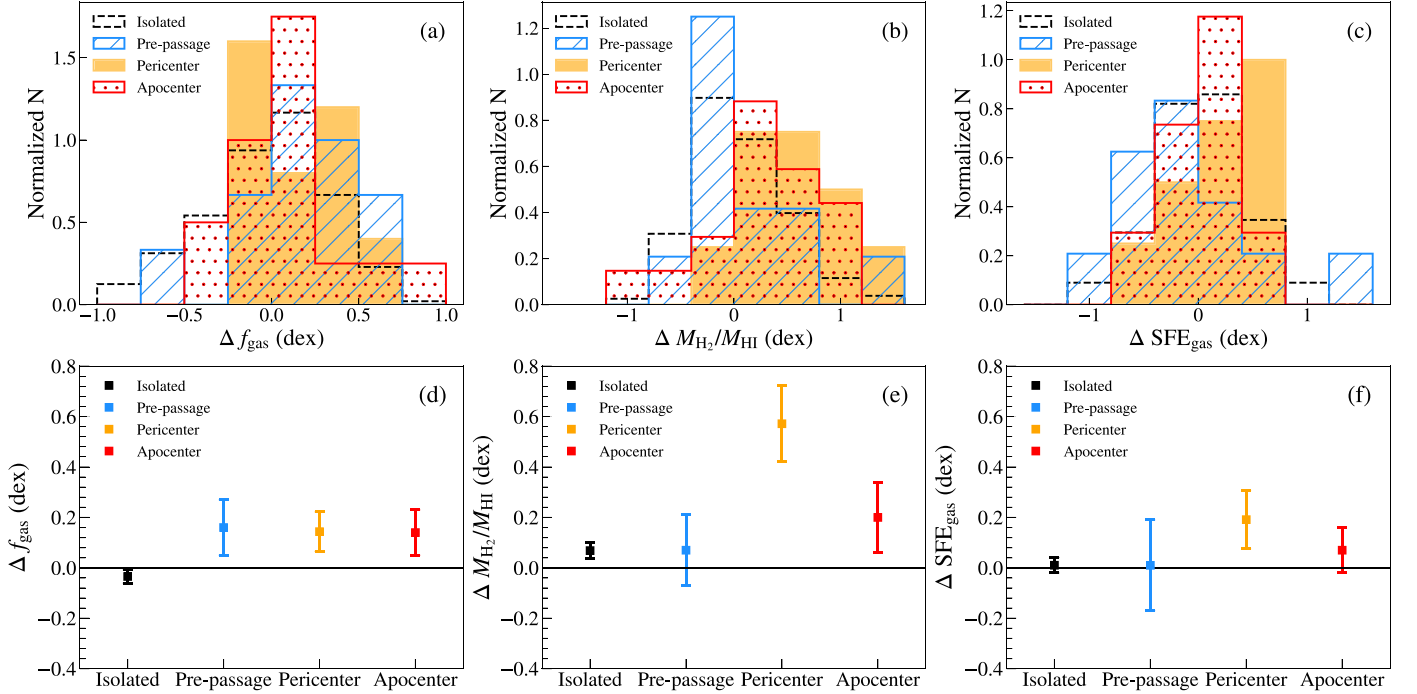 (a)
Isolated
Pre-passage
Pericenter
Apocenter
Normalized N
0.0
0.5
1.0
1.5
−1.0
−0.5
0.0
0.5
1.0
Δ f_gas (dex)
(b)
Isolated
Pre-passage
Pericenter
Apocenter
Normalized N
0.0
0.2
0.4
0.6
0.8
1.0
1.2
−1
0
1
Δ M_H₂/M_HI (dex)
(c)
Isolated
Pre-passage
Pericenter
Apocenter
Normalized N
0.0
0.2
0.4
0.6
0.8
1.0
1.2
−1
0
1
Δ SFE_gas (dex)
(d)
Isolated
Pre-passage
Pericenter
Apocenter
Δ f_gas (dex)
0.8
0.6
0.4
0.2
0.0
−0.2
−0.4
Isolated Pre-passage Pericenter Apocenter
(e)
Isolated
Pre-passage
Pericenter
Apocenter
Δ M_H₂/M_HI (dex)
0.8
0.6
0.4
0.2
0.0
−0.2
−0.4
Isolated Pre-passage Pericenter Apocenter
(f)
Isolated
Pre-passage
Pericenter
Apocenter
Δ SFE_gas (dex)
0.8
0.6
0.4
0.2
0.0
−0.2
−0.4
Isolated Pre-passage Pericenter Apocenter